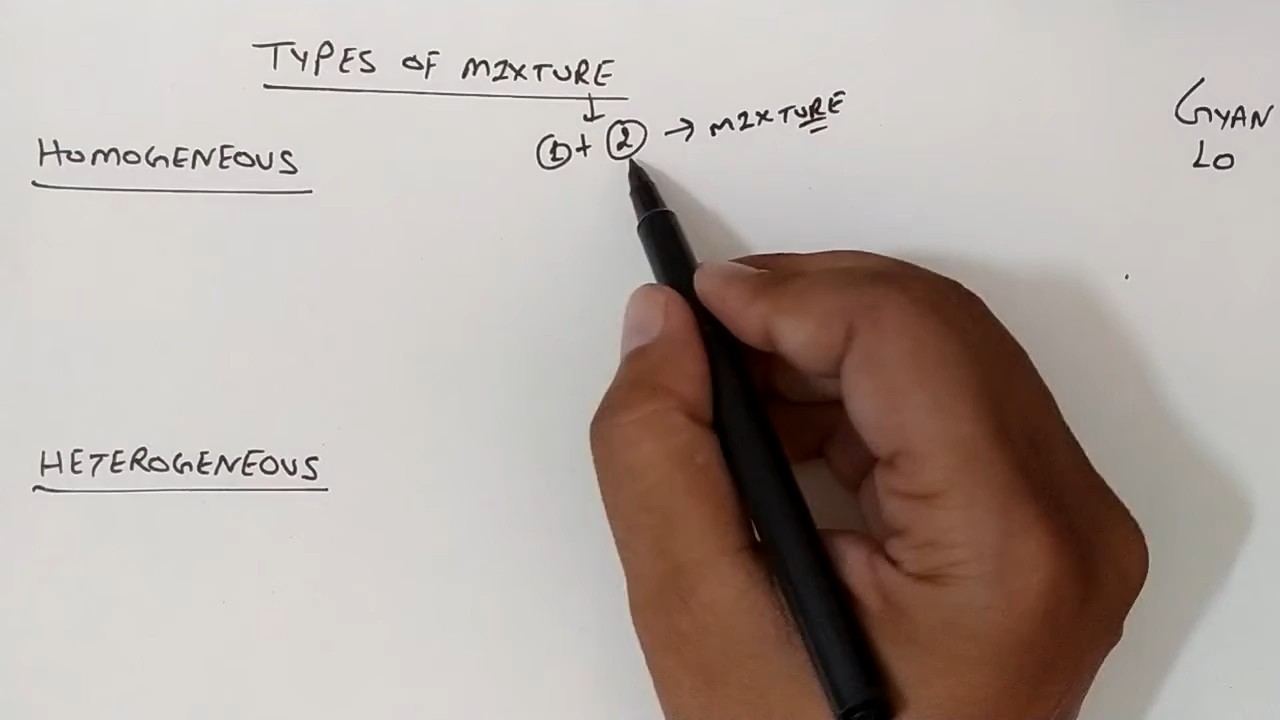 TYPES OF MIXTURE
① + ② → MIXTURE
HOMOGENEOUS
HETEROGENEOUS
GYAN
LO